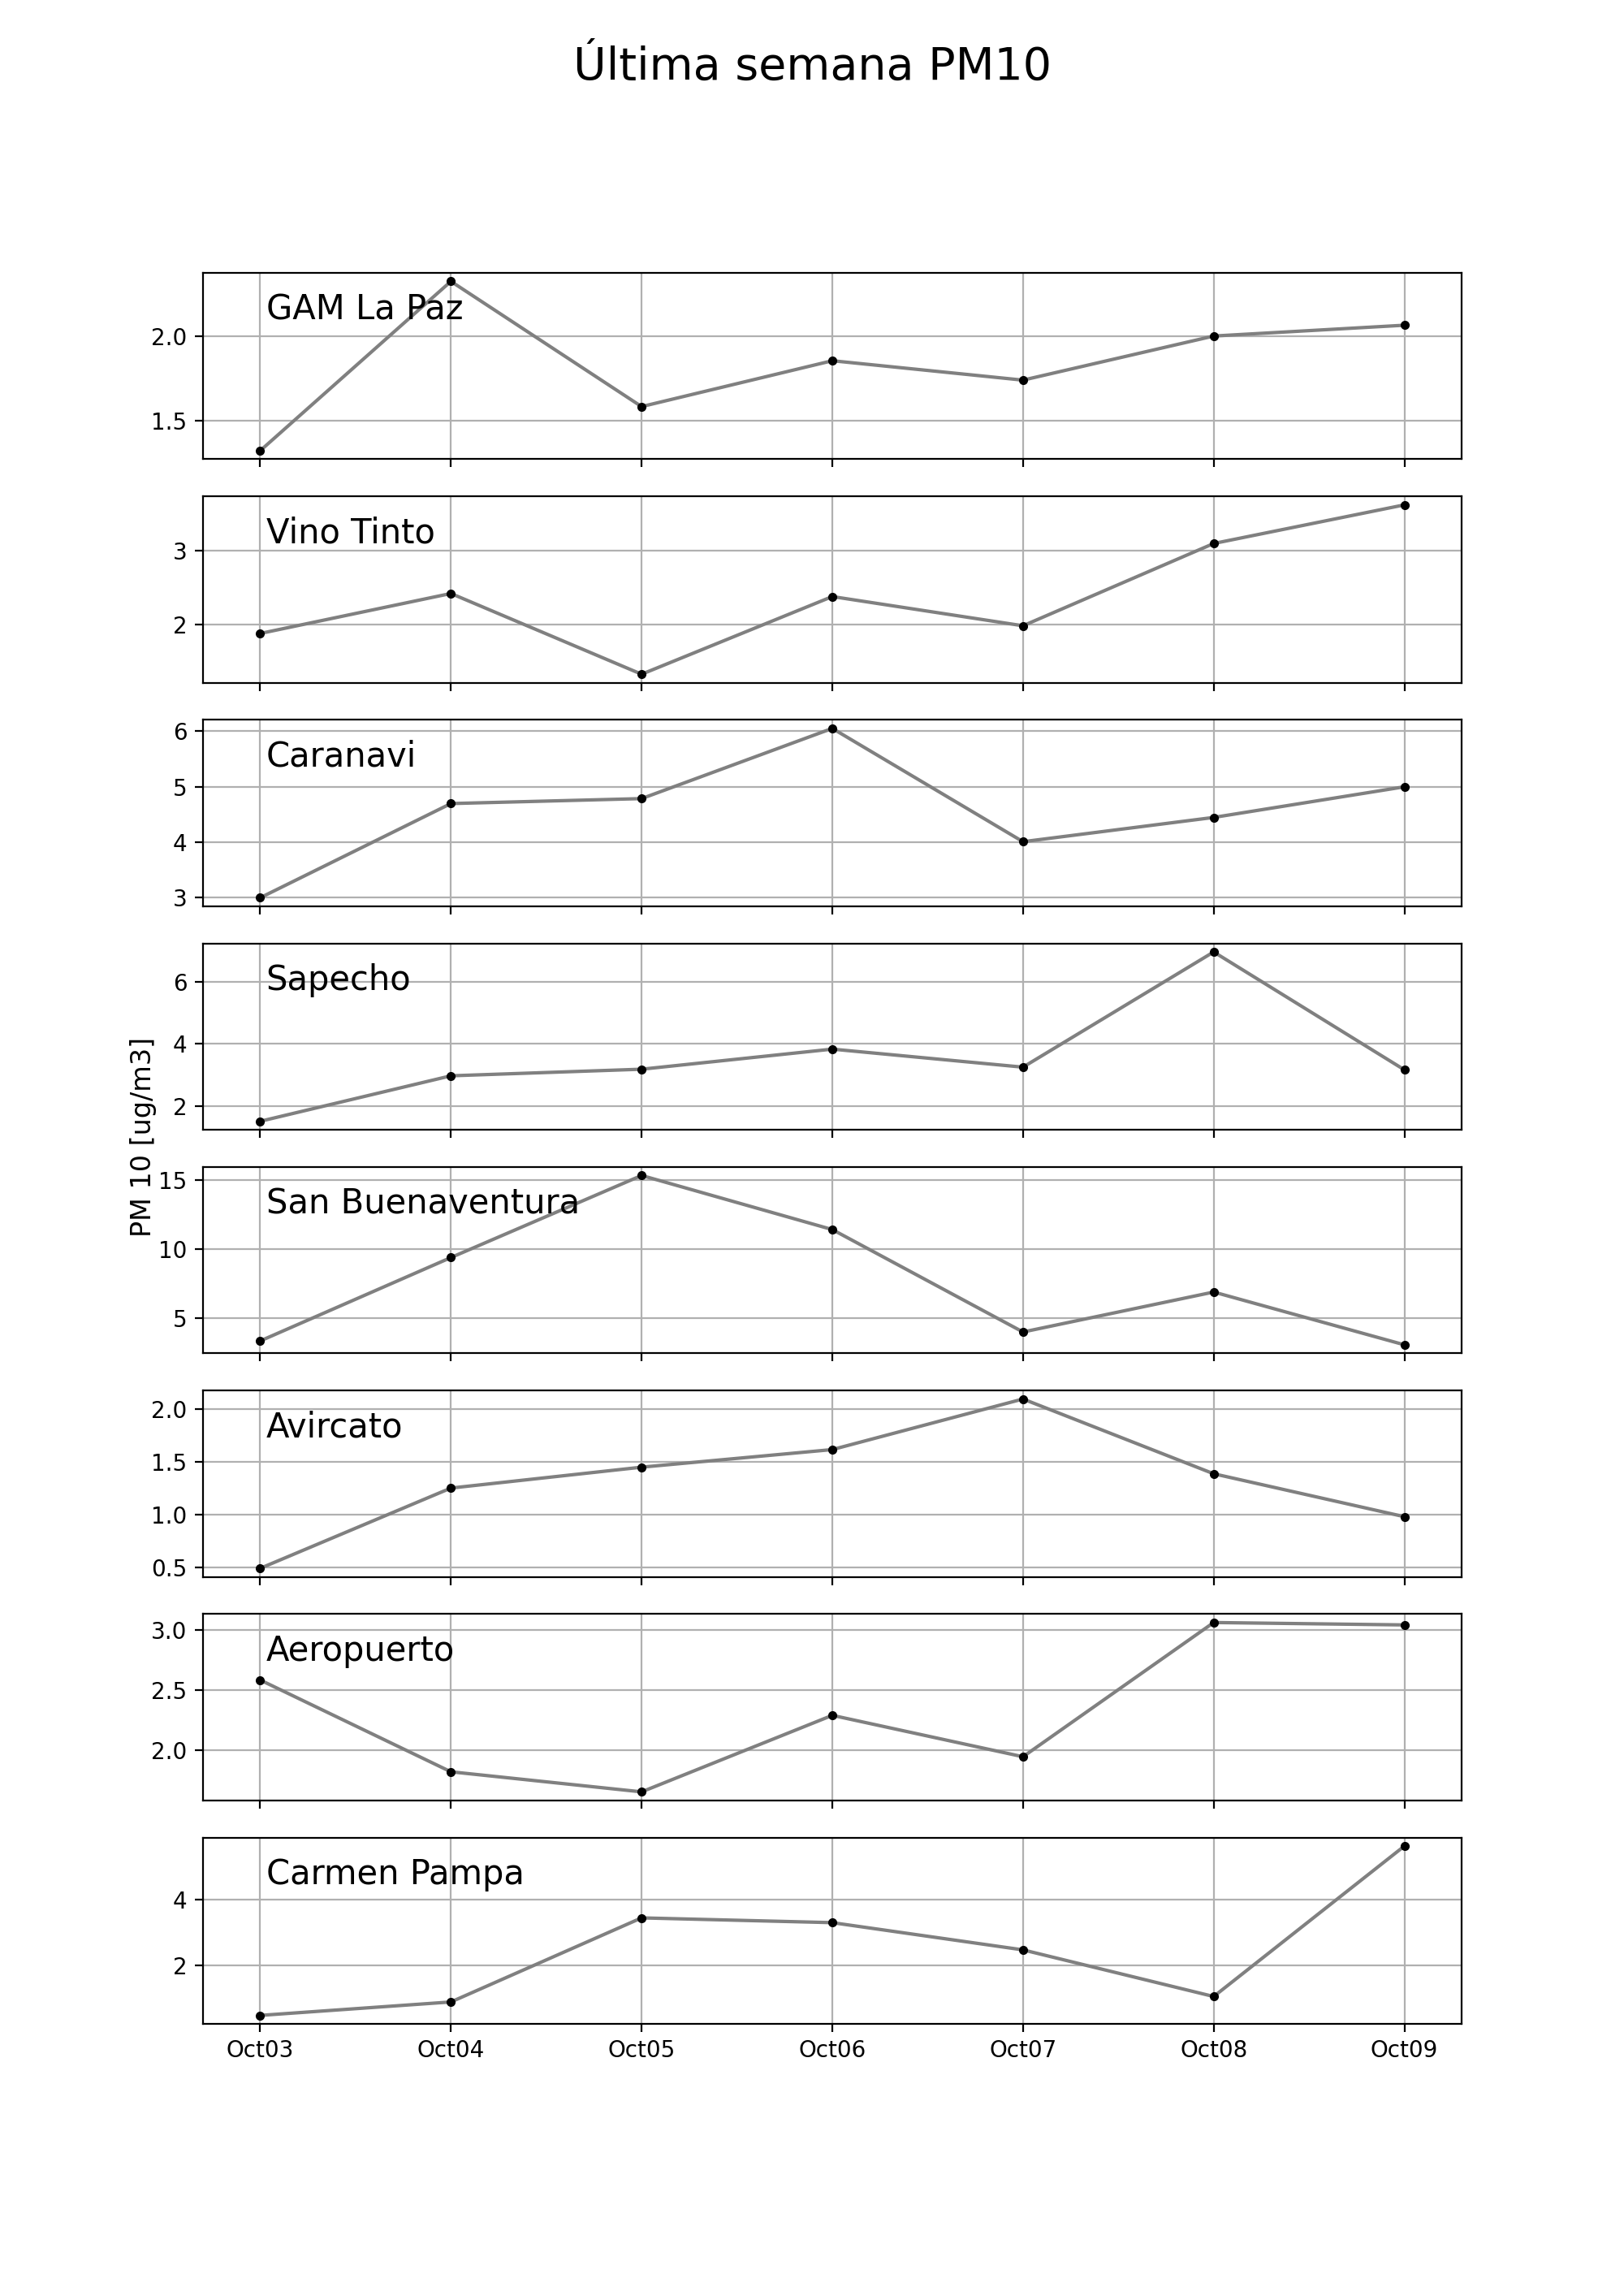 Última semana PM10
GAM La Paz
2.0
1.5
Vino Tinto
3
2
Caranavi
6
5
4
3
Sapecho
6
4
2
PM 10 [ug/m3]
San Buenaventura
15
10
5
Avircato
2.0
1.5
1.0
0.5
Aeropuerto
3.0
2.5
2.0
Carmen Pampa
4
2
Oct03 Oct04 Oct05 Oct06 Oct07 Oct08 Oct09